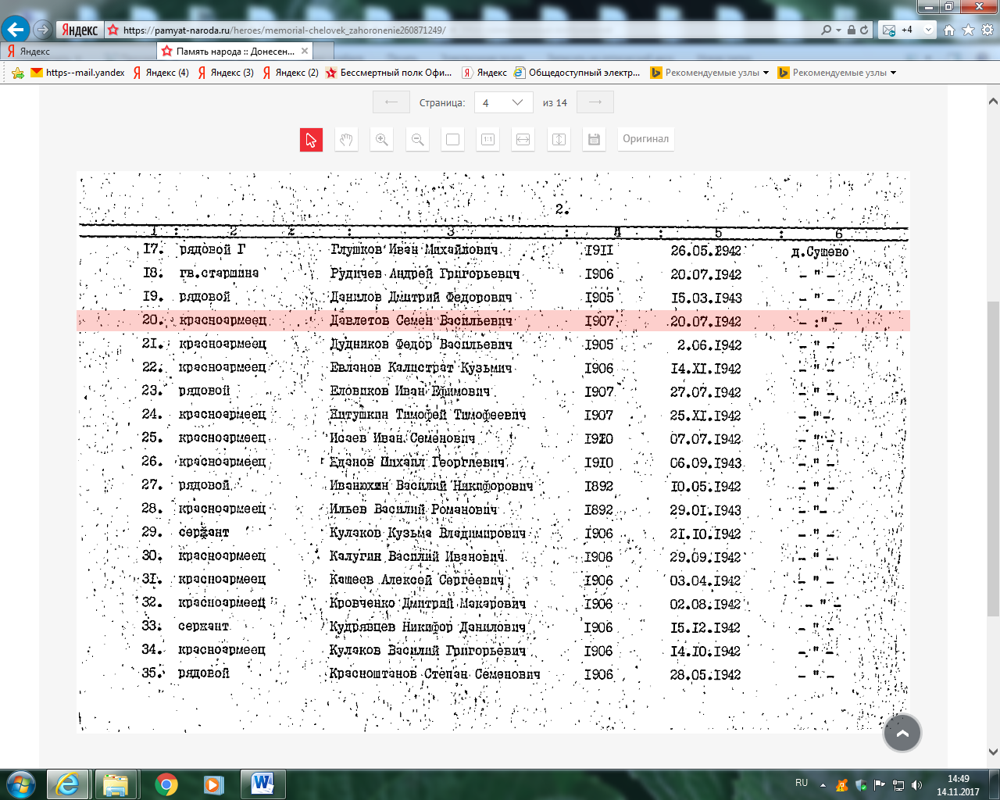 Яндекс https://pamyat-naroda.ru/heroes/memorial-chelovek_zahoronenie260871249/ +4
Яндекс Память народа :: Донесен...
https--mail.yandex Яндекс (4) Яндекс (3) Яндекс (2) Бессмертный полк Офи... Яндекс Общедоступный электр... Рекомендуемые узлы Рекомендуемые узлы
Страница: 4 из 14
1:1 Оригинал
2.
1 : 2 : 3 : 4 : 5 : 6
17. рядовой Г Глушков Иван Михайлович 1911 26.05.1942 д.Сушево
18. гв.старшина Рудичев Андрей Григорьевич 1906 20.07.1942 - " -
19. рядовой Данилов Дмитрий Федорович 1905 15.03.1943 - " -
20. красноармеец Давлетов Семен Васильевич 1907 20.07.1942 - :" -
21. красноармеец Дудников Федор Васильевич 1905 2.06.1942 - " -
22. красноармеец Евланов Калистрат Кузьмич 1906 14.XI.1942 - " -
23. рядовой Еловиков Иван Ефимович 1907 27.07.1942 - " -
24. красноармеец Тимофей Тимофеевич 1907 25.XI.1942 - "-
25. красноармеец Исаев Иван Семенович 1910 07.07.1942 - " -
26. красноармеец Еданов Михаил Георгиевич 1910 06.09.1943 - " -
27. рядовой Иванюхин Василий Никифорович 1892 10.05.1942 - " -
28. красноармеец Ильев Василий Романович 1892 29.01.1943 - "-
29. сержант Кулаков Кузьма Владимирович 1906 21.10.1942 - " -
30. красноармеец Калугин Василий Иванович 1906 29.09.1942 - " -
31. красноармеец Кащеев Алексей Сергеевич 1906 03.04.1942 - " -
32. красноармеец Кровченко Дмитрий Макарович 1906 02.08.1942 - " -
33. сержант Кудрявцев Никифор Данилович 1906 15.12.1942 - " -
34. красноармеец Кулаков Василий Григорьевич 1906 14.10.1942 - " -
35. рядовой Красноштанов Степан Семенович 1906 28.05.1942 - " -
RU 14:49
14.11.2017